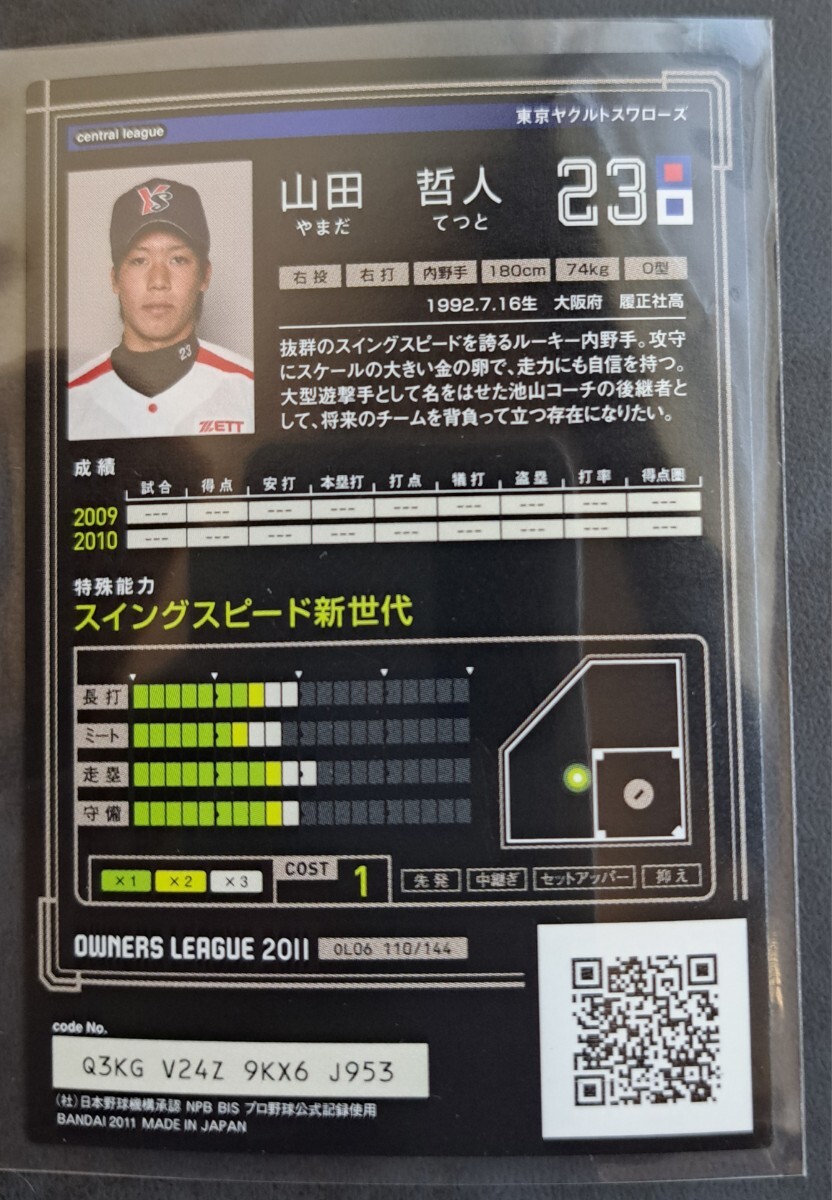 central league
東京ヤクルトスワローズ
山田 哲人 23
やまだ てつと
YS
23
ZETT
右投 右打 内野手 180cm 74kg O型
1992.7.16生 大阪府 履正社高
抜群のスイングスピードを誇るルーキー内野手。攻守
にスケールの大きい金の卵で、走力にも自信を持つ。
大型遊撃手として名をはせた池山コーチの後継者と
して、将来のチームを背負って立つ存在になりたい。
成績
試合 得点 安打 本塁打 打点 犠打 盗塁 打率 得点圏
2009 --- --- --- --- --- --- --- --- ---
2010 --- --- --- --- --- --- --- --- ---
特殊能力
スイングスピード新世代
長打
ミート
走塁
守備
×1 ×2 ×3 COST 1 先発 中継ぎ セットアッパー 抑え
OWNERS LEAGUE 2011 OL06 110/144
code No.
Q3KG V24Z 9KX6 J953
(社)日本野球機構承認 NPB BIS プロ野球公式記録使用
BANDAI 2011 MADE IN JAPAN